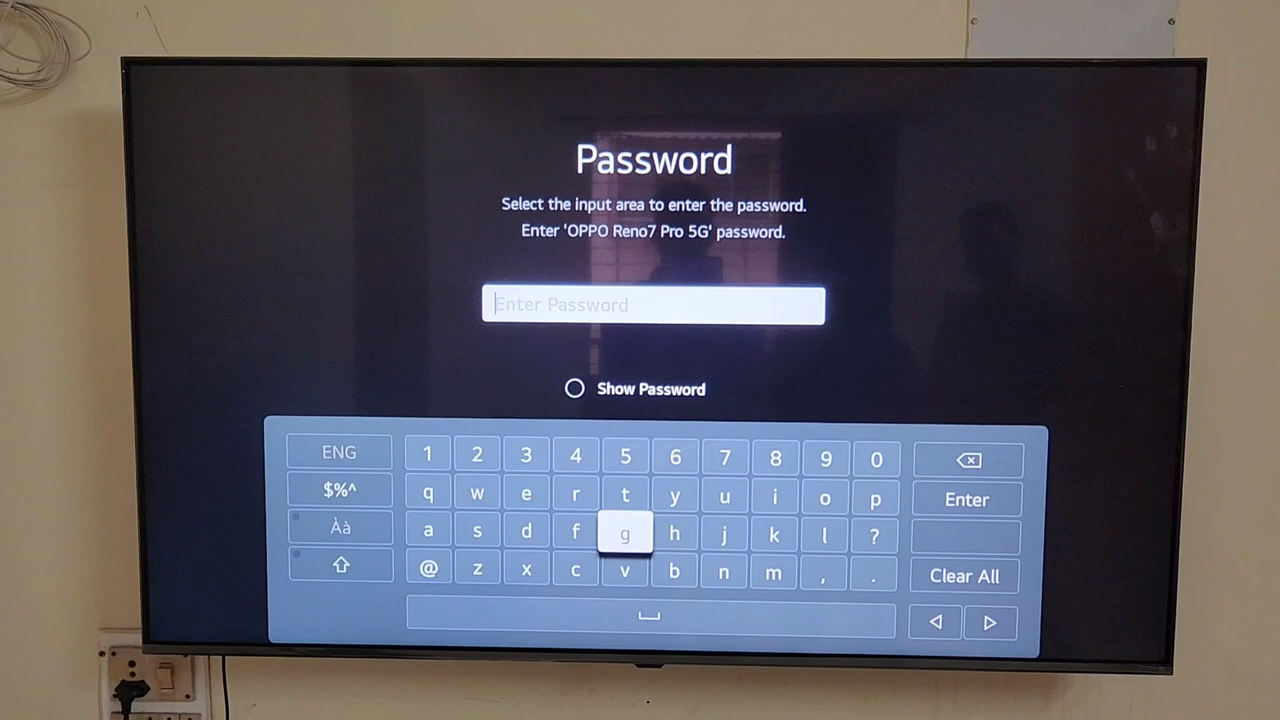 Password
Select the input area to enter the password.
Enter 'OPPO Reno7 Pro 5G' password.
Enter Password
Show Password
ENG 1 2 3 4 5 6 7 8 9 0
$%^ q w e r t y u i o p Enter
Àà a s d f g h j k l ?
@ z x c v b n m , . Clear All